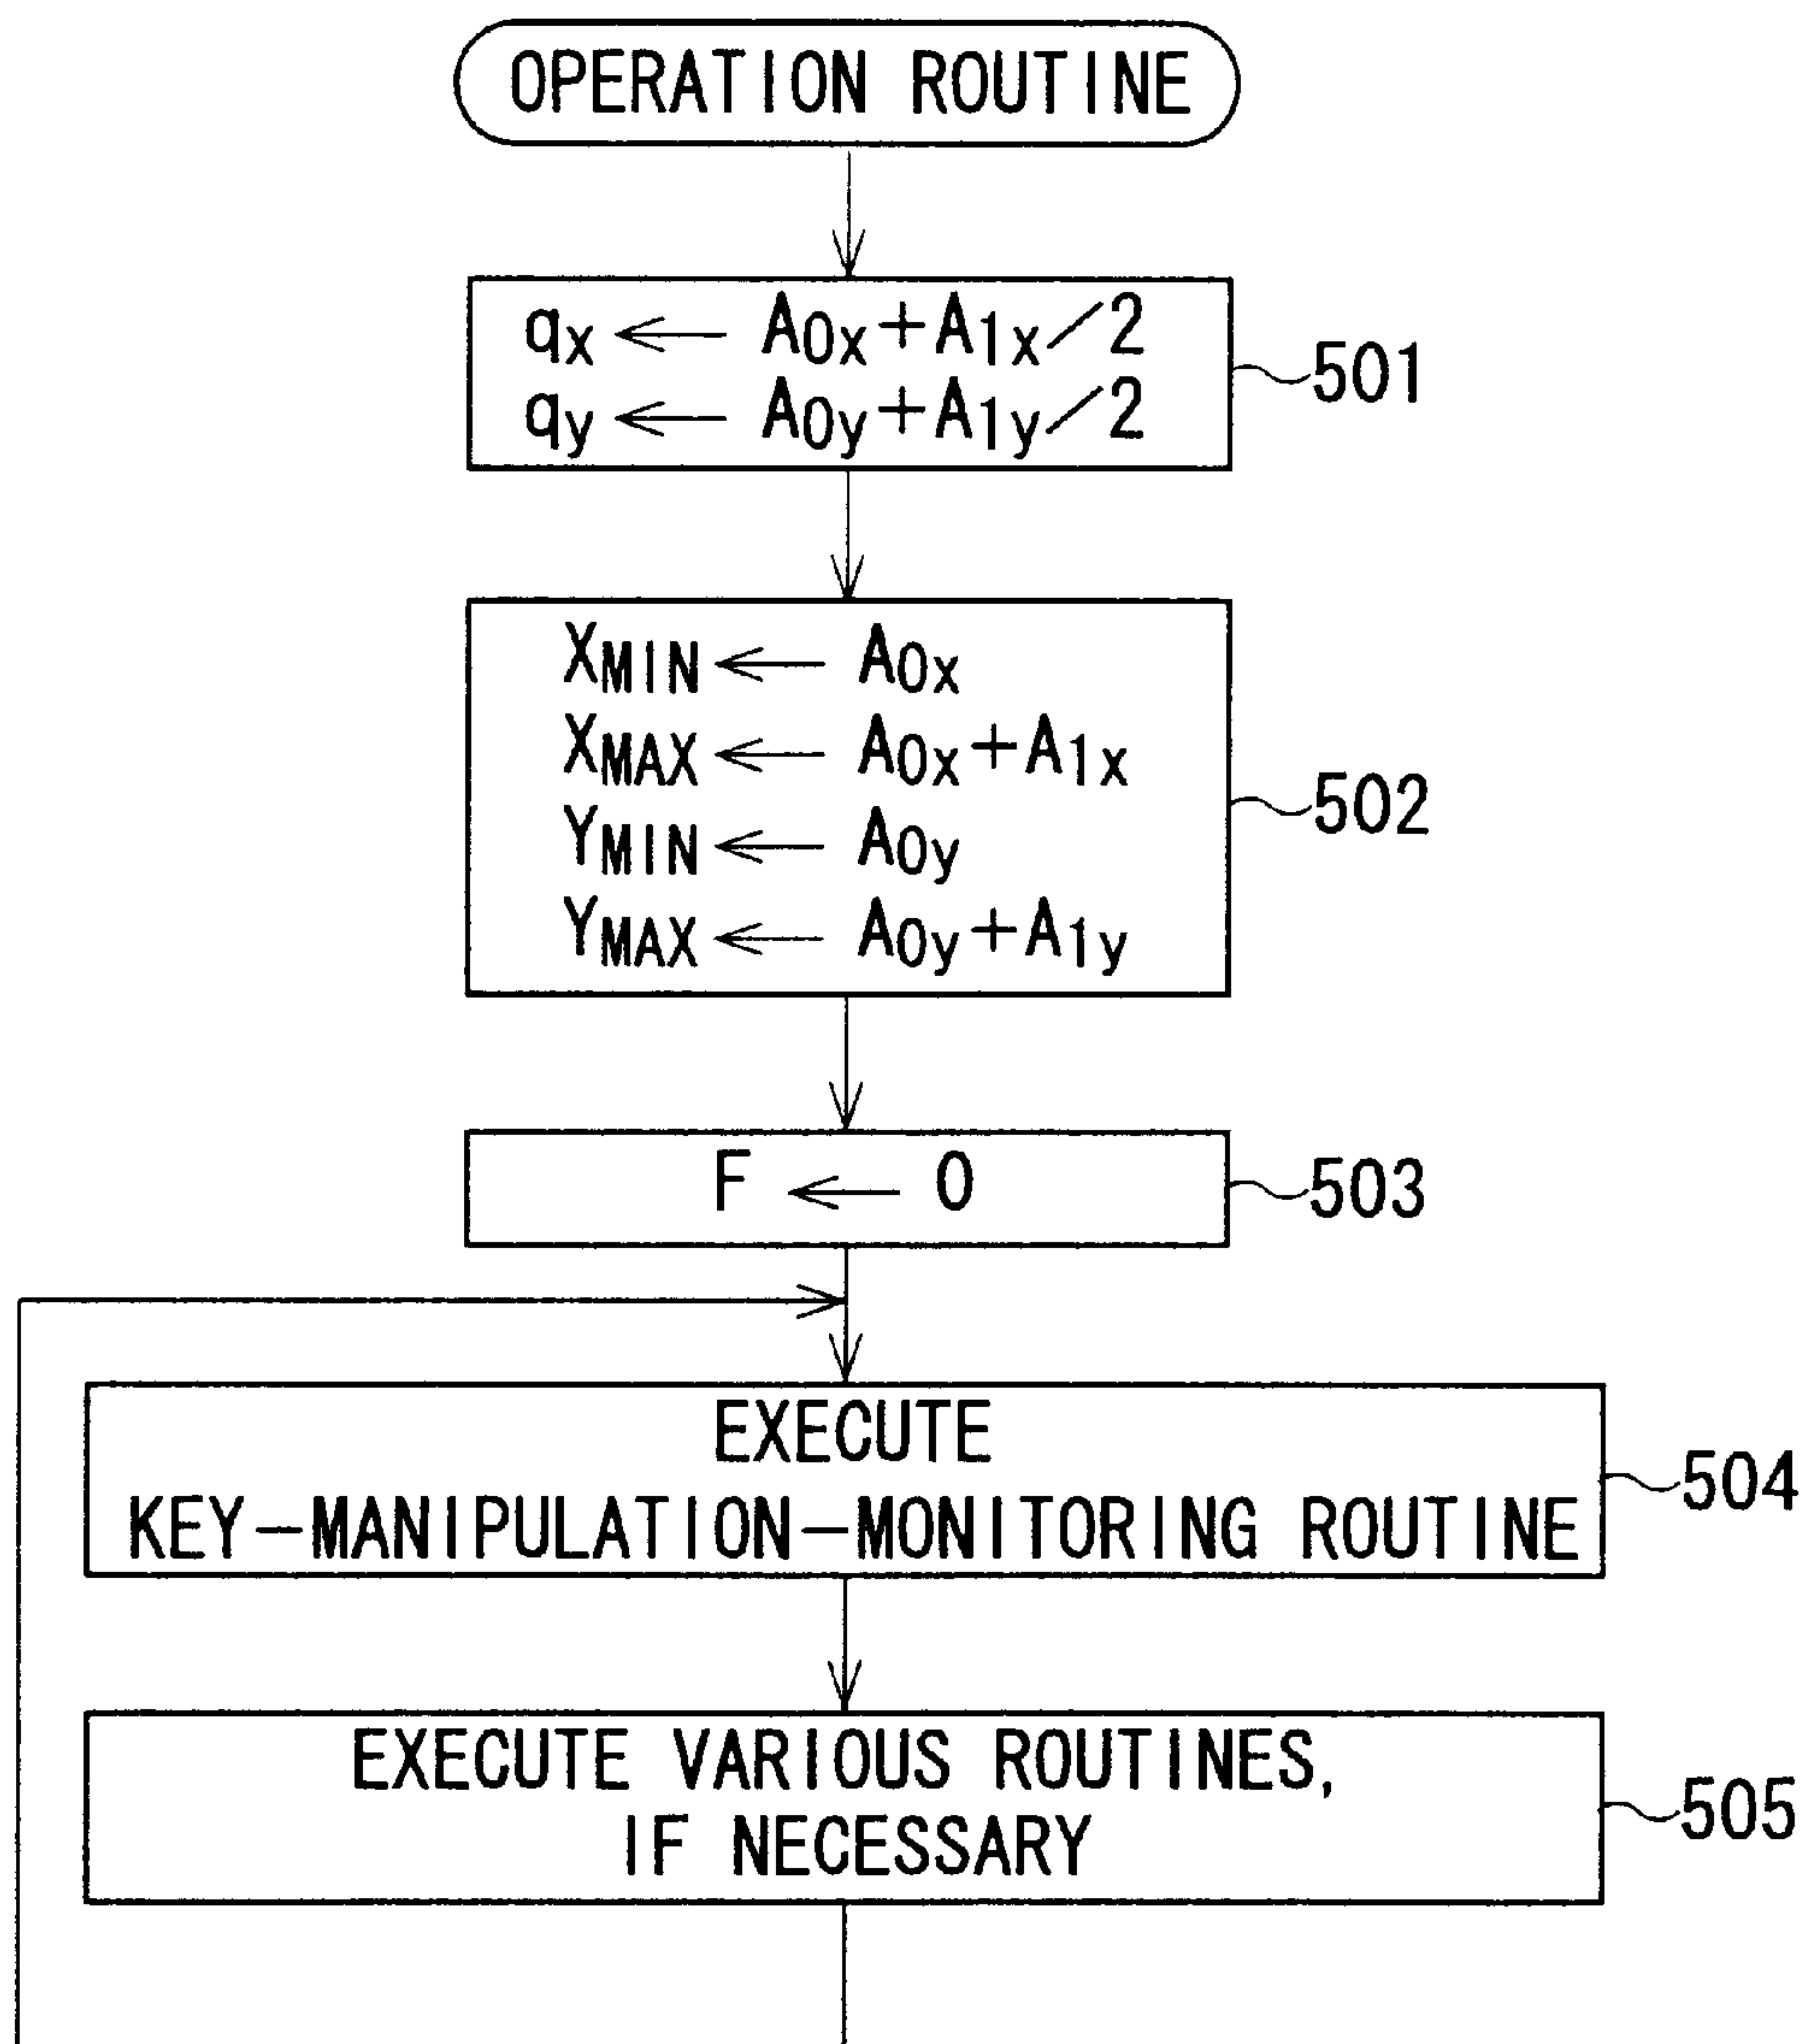 OPERATION ROUTINE
qx ← A0x+A1x/2
qy ← A0y+A1y/2
501
XMIN ← A0x
XMAX ← A0x+A1x
YMIN ← A0y
YMAX ← A0y+A1y
502
F ← 0
503
EXECUTE
KEY-MANIPULATION-MONITORING ROUTINE
504
EXECUTE VARIOUS ROUTINES,
IF NECESSARY
505